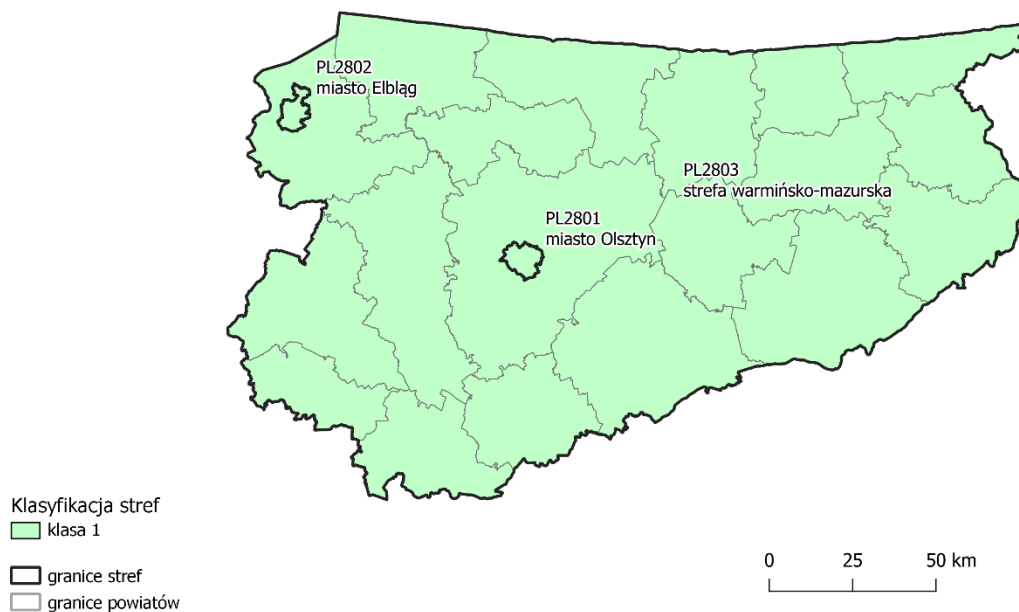 PL2802
miasto Elbląg
PL2803
strefa warmińsko-mazurska
PL2801
miasto Olsztyn
Klasyfikacja stref
klasa 1
granice stref
granice powiatów
0 25 50 km